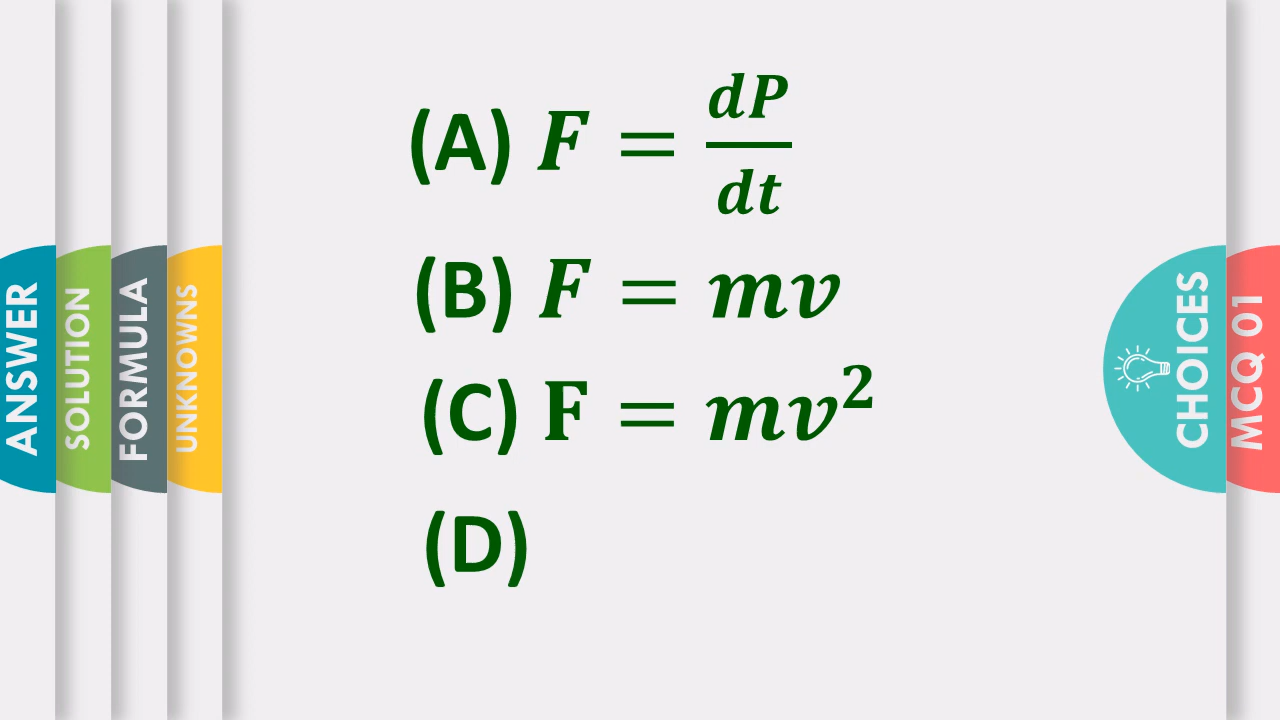 (A) F = dP/dt
(B) F = mv
(C) F = mv²
(D)
ANSWER
SOLUTION
FORMULA
UNKNOWNS
CHOICES
MCQ 01